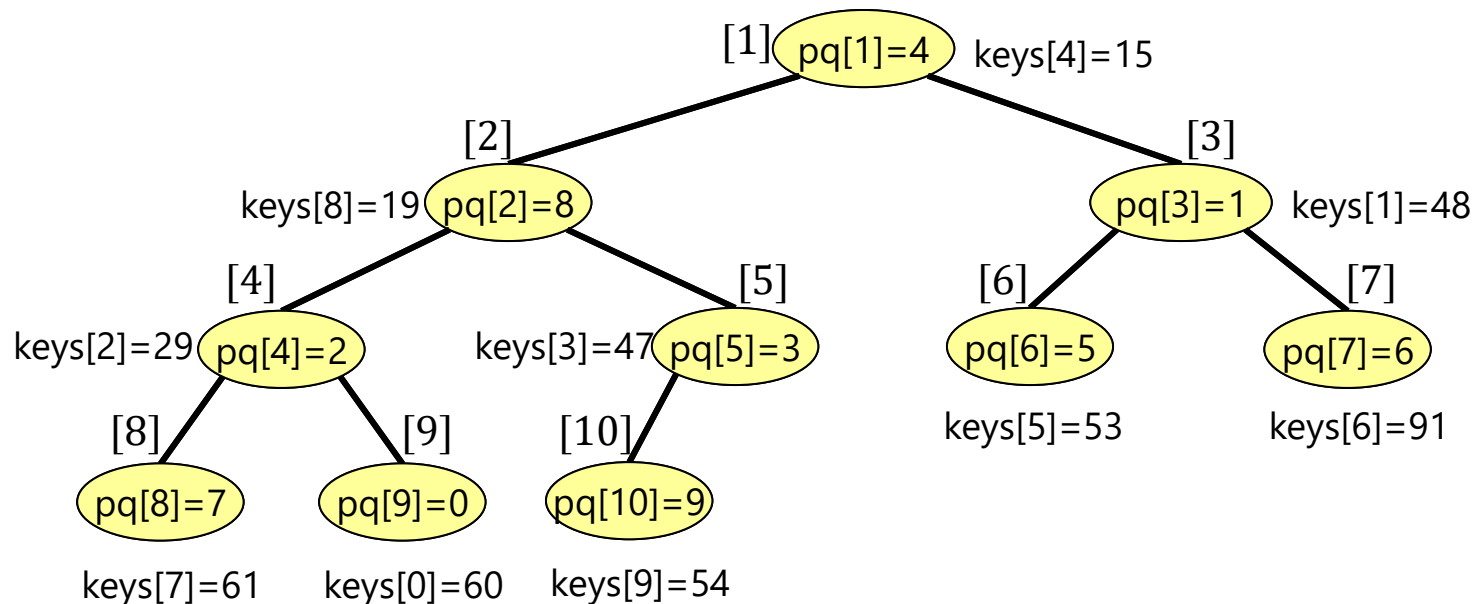 [1] pq[1]=4 keys[4]=15
[2] [3]
keys[8]=19 pq[2]=8 pq[3]=1 keys[1]=48
[4] [5] [6] [7]
keys[2]=29 pq[4]=2 keys[3]=47 pq[5]=3 pq[6]=5 pq[7]=6
keys[5]=53 keys[6]=91
[8] [9] [10]
pq[8]=7 pq[9]=0 pq[10]=9
keys[7]=61 keys[0]=60 keys[9]=54